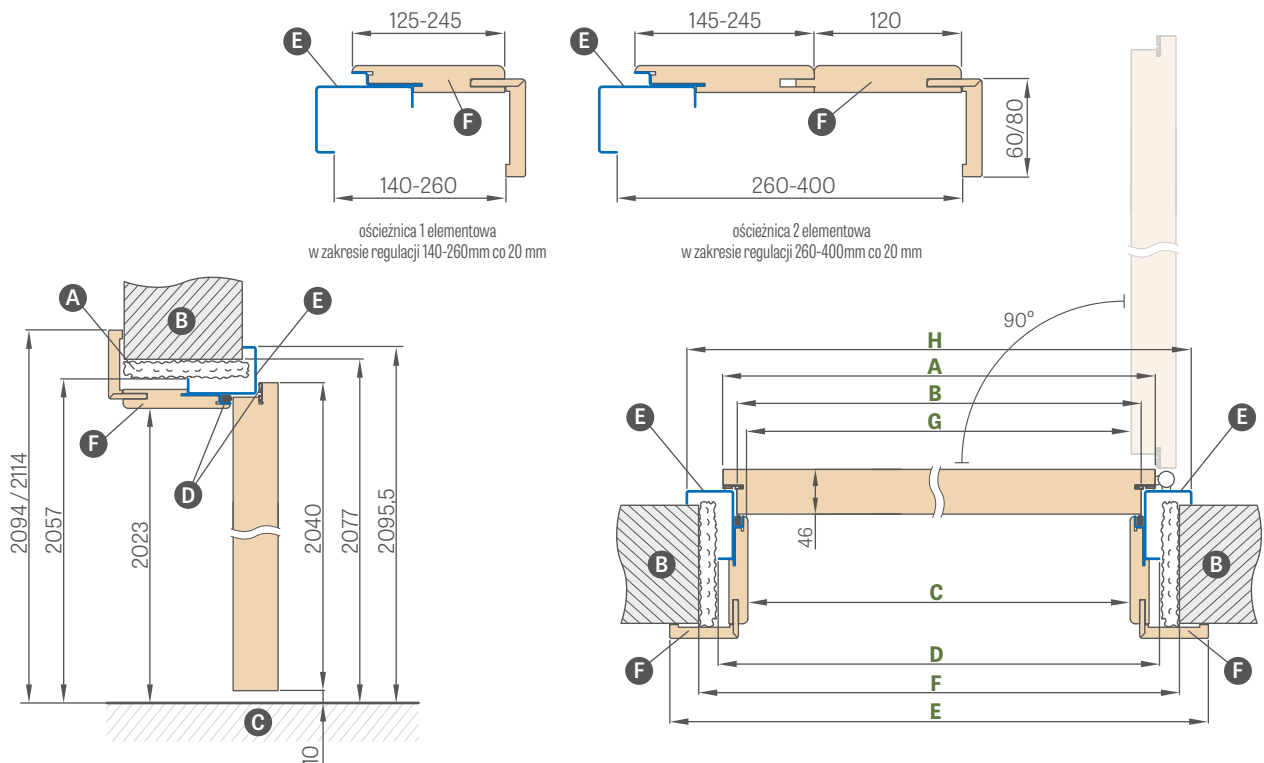 125-245
E
F
140-260
ościeżnica 1 elementowa
w zakresie regulacji 140-260mm co 20 mm
145-245
120
E
F
60/80
260-400
ościeżnica 2 elementowa
w zakresie regulacji 260-400mm co 20 mm
A
B
E
F
D
C
2094 / 2114
2057
2023
2040
2077
2095,5
10
90°
H
A
B
G
E
E
46
B
B
C
D
F
F
F
E